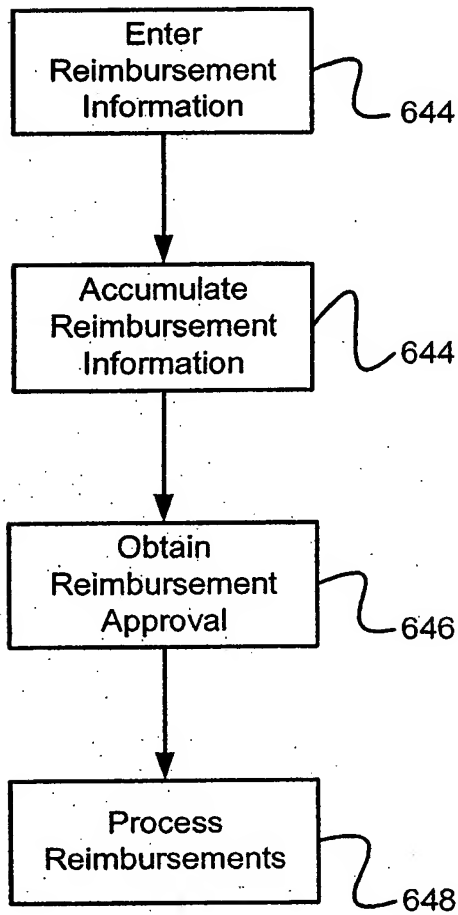 Enter
Reimbursement
Information
644
Accumulate
Reimbursement
Information
644
Obtain
Reimbursement
Approval
646
Process
Reimbursements
648